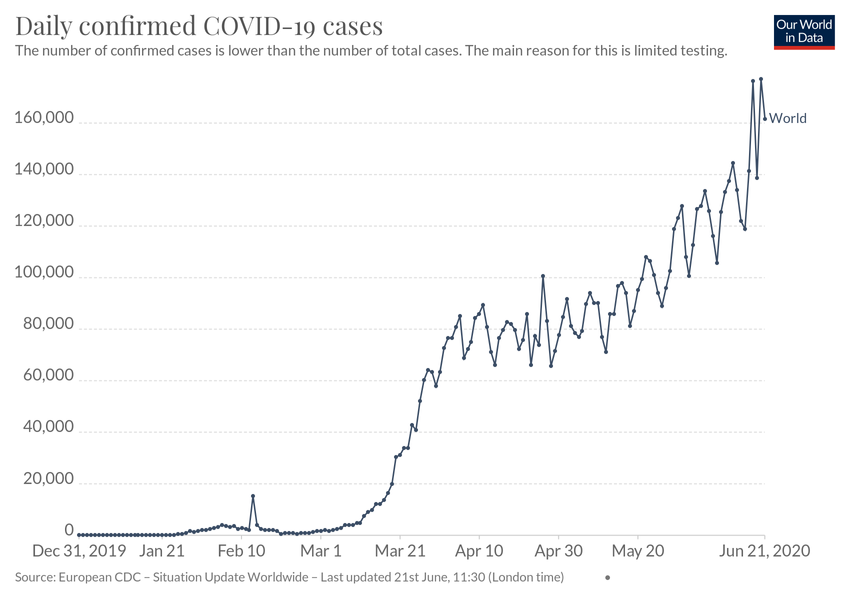 Daily confirmed COVID-19 cases
The number of confirmed cases is lower than the number of total cases. The main reason for this is limited testing.
Our World
in Data
160,000
World
140,000
120,000
100,000
80,000
60,000
40,000
20,000
0
Dec 31, 2019 Jan 21 Feb 10 Mar 1 Mar 21 Apr 10 Apr 30 May 20 Jun 21, 2020
Source: European CDC – Situation Update Worldwide – Last updated 21st June, 11:30 (London time) •